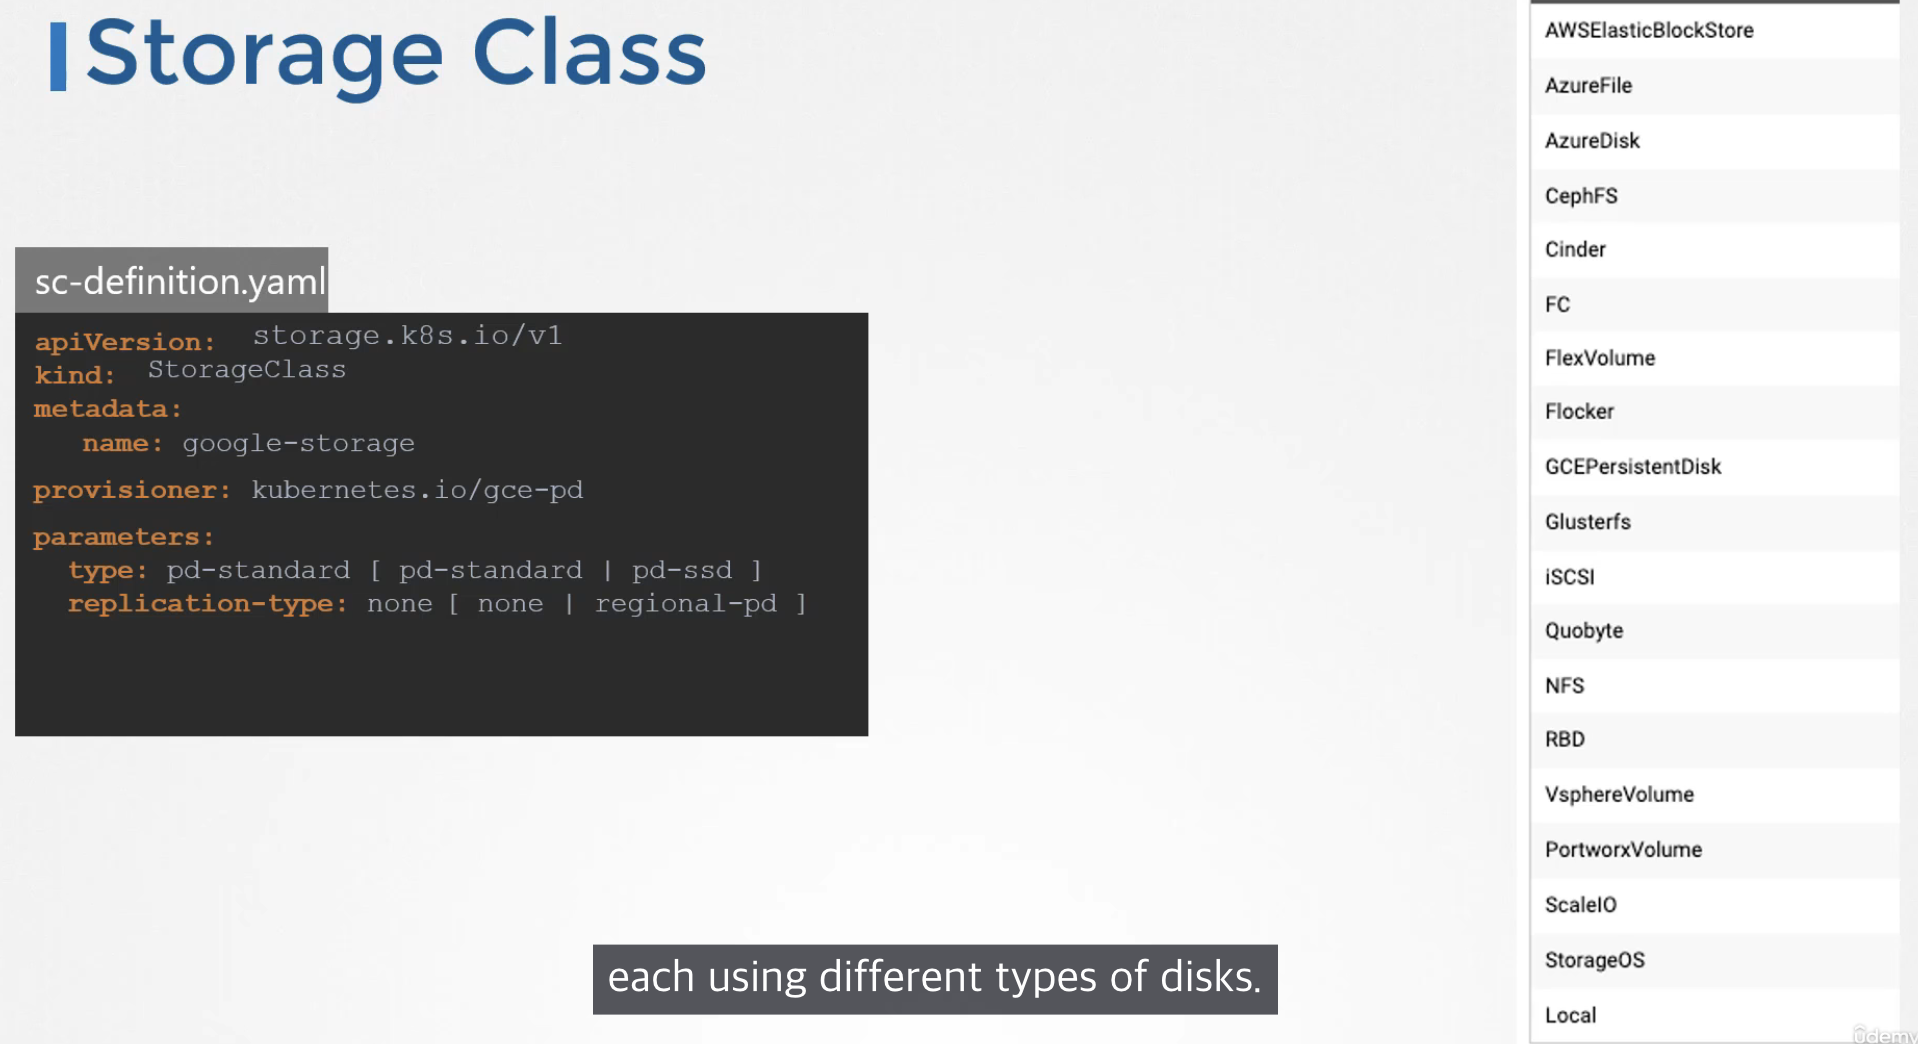 Storage Class
sc-definition.yaml
apiVersion: storage.k8s.io/v1
kind: StorageClass
metadata:
name: google-storage
provisioner: kubernetes.io/gce-pd
parameters:
type: pd-standard [ pd-standard | pd-ssd ]
replication-type: none [ none | regional-pd ]
AWSElasticBlockStore
AzureFile
AzureDisk
CephFS
Cinder
FC
FlexVolume
Flocker
GCEPersistentDisk
Glusterfs
iSCSI
Quobyte
NFS
RBD
VsphereVolume
PortworxVolume
ScaleIO
StorageOS
Local
each using different types of disks.
ûdemy